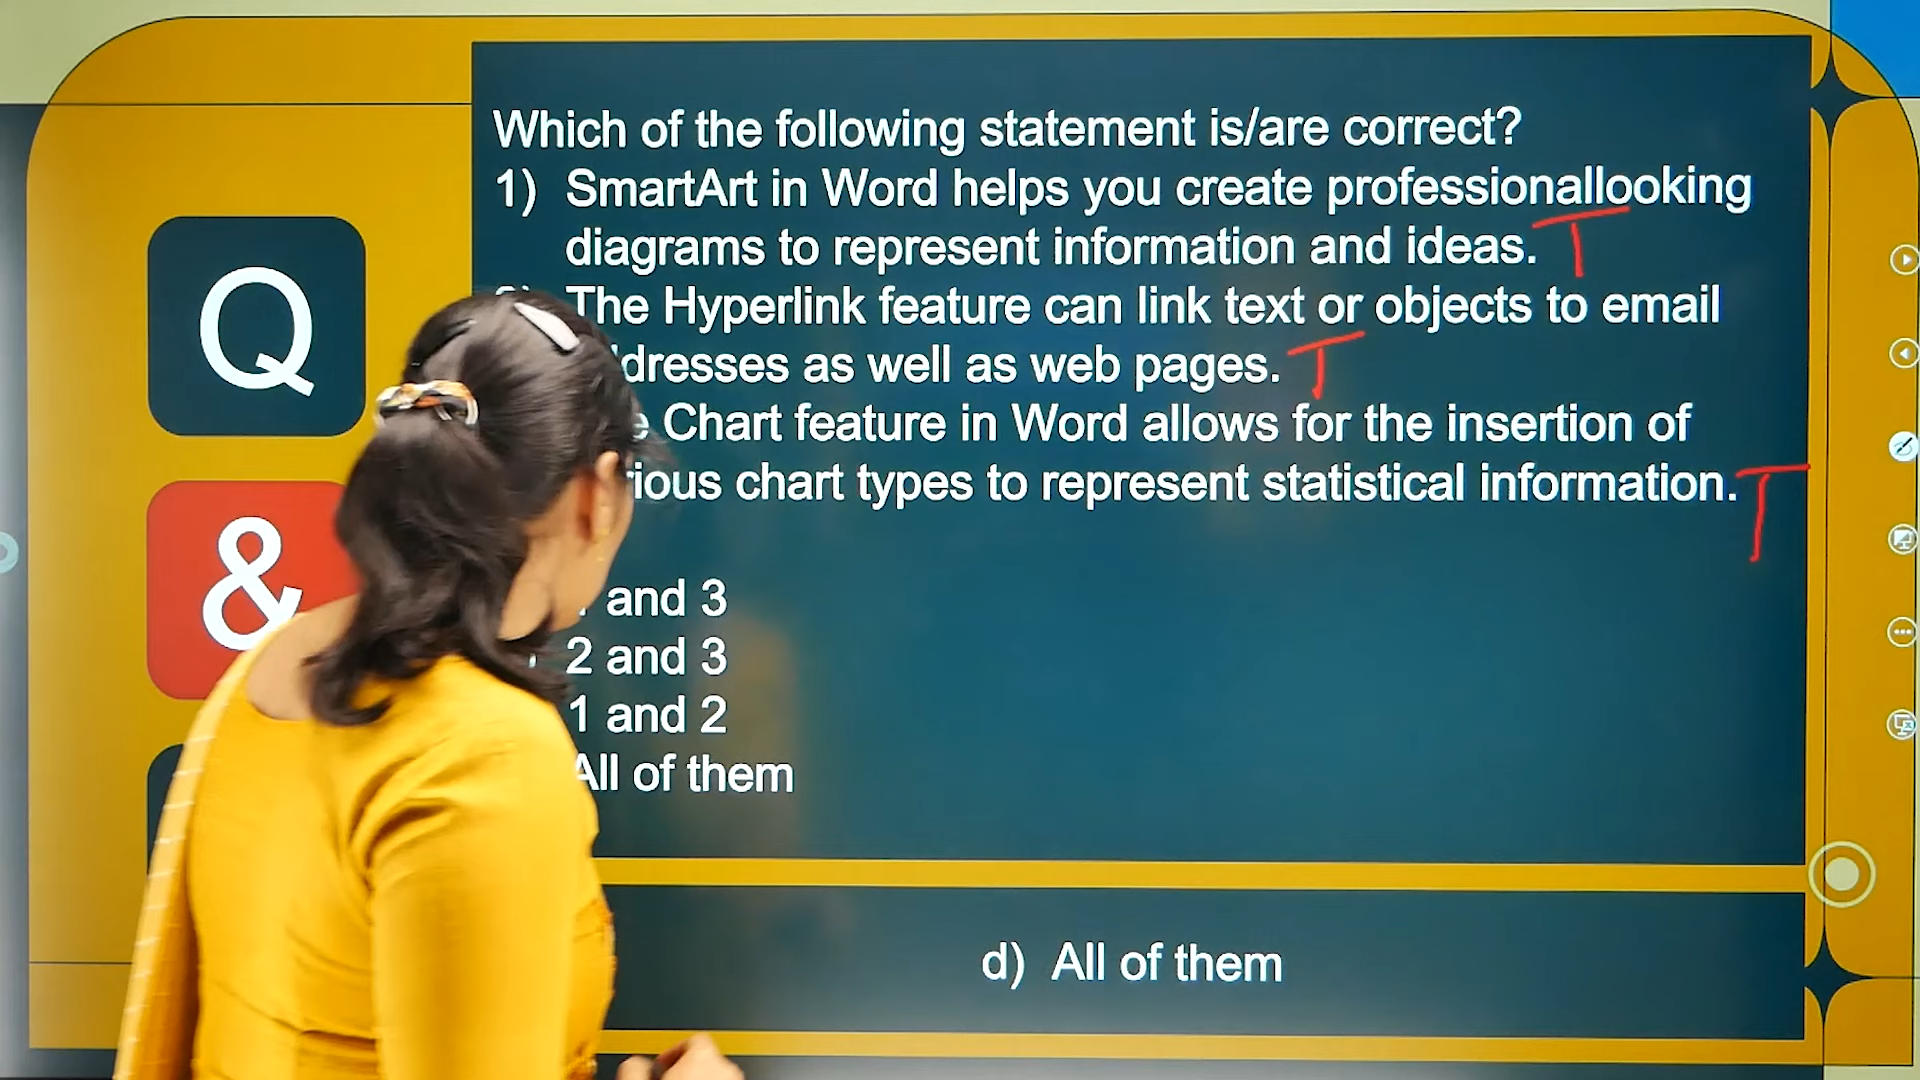 Which of the following statement is/are correct?
1) SmartArt in Word helps you create professionallooking
T
diagrams to represent information and ideas.
The Hyperlink feature can link text or objects to email
dresses as well as web pages. T
Chart feature in Word allows for the insertion of
chart types to represent statistical information. T
Q
&
and 3
2 and 3
1 and 2
All of them
d) All of them